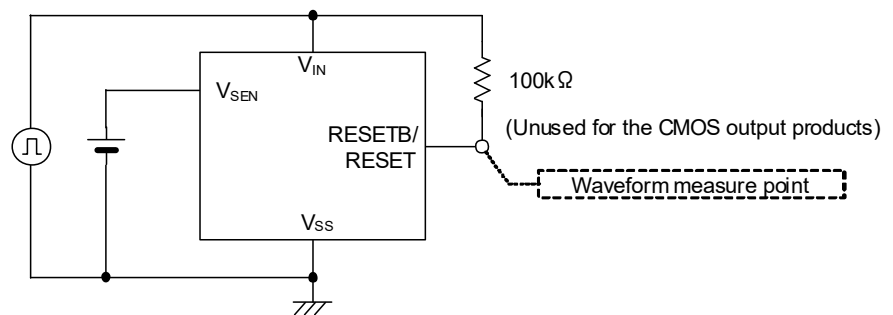 V_IN
V_SEN
100kΩ
(Unused for the CMOS output products)
RESETB/
RESET
Waveform measure point
V_SS